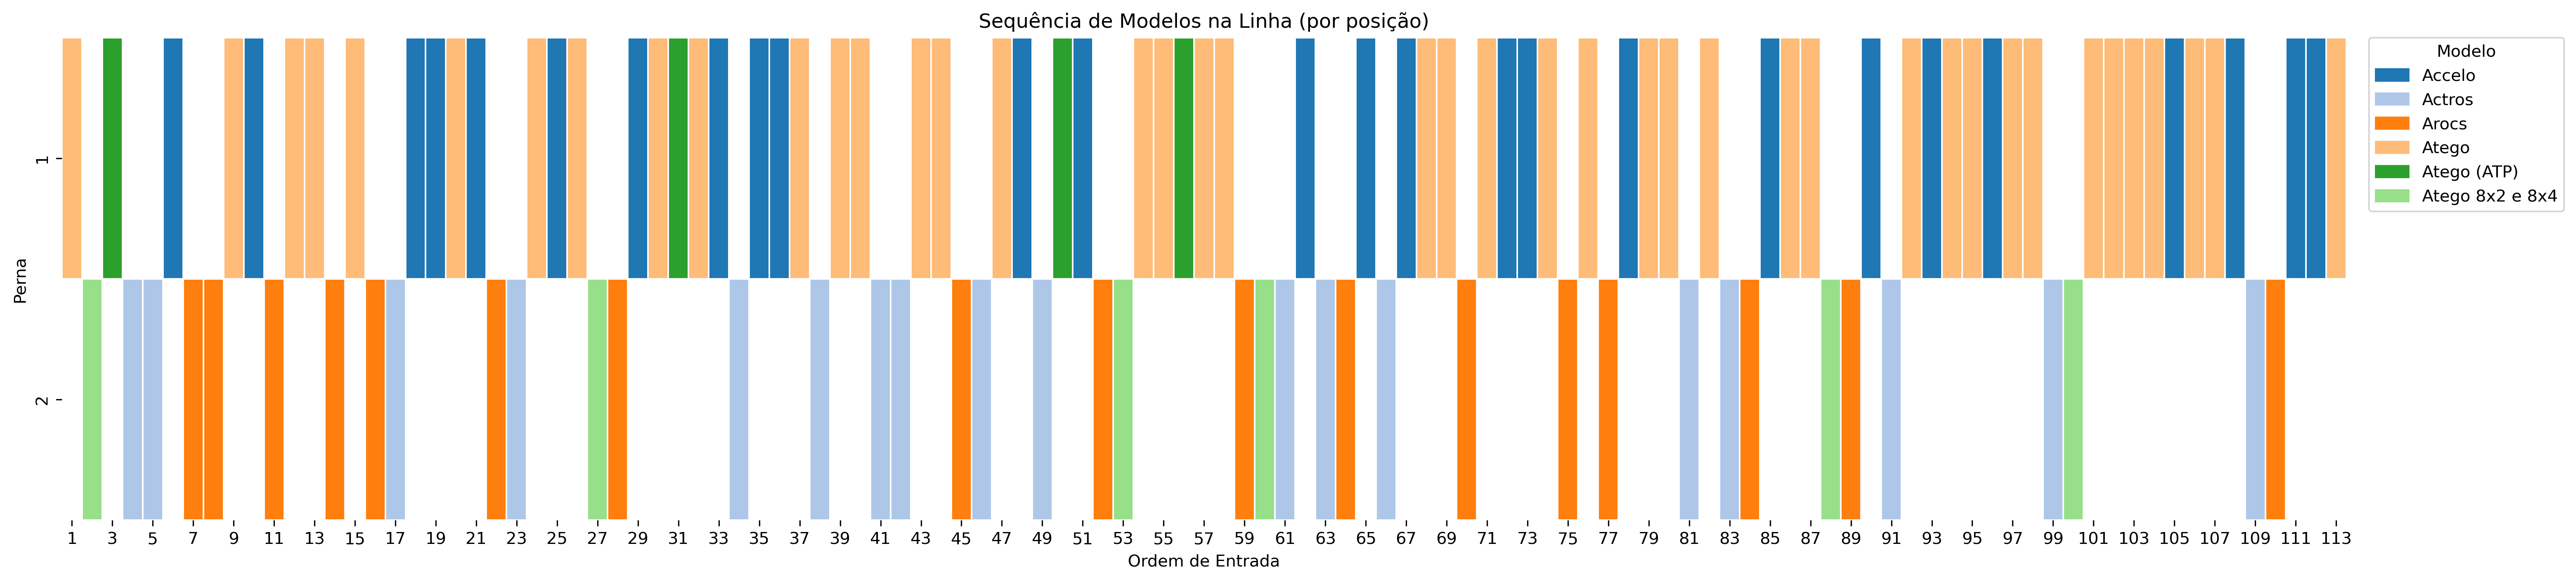 Sequência de Modelos na Linha (por posição)
Modelo
Accelo
Actros
Arocs
Atego
Atego (ATP)
Atego 8x2 e 8x4
Perna
1
2
1 3 5 7 9 11 13 15 17 19 21 23 25 27 29 31 33 35 37 39 41 43 45 47 49 51 53 55 57 59 61 63 65 67 69 71 73 75 77 79 81 83 85 87 89 91 93 95 97 99 101 103 105 107 109 111 113
Ordem de Entrada